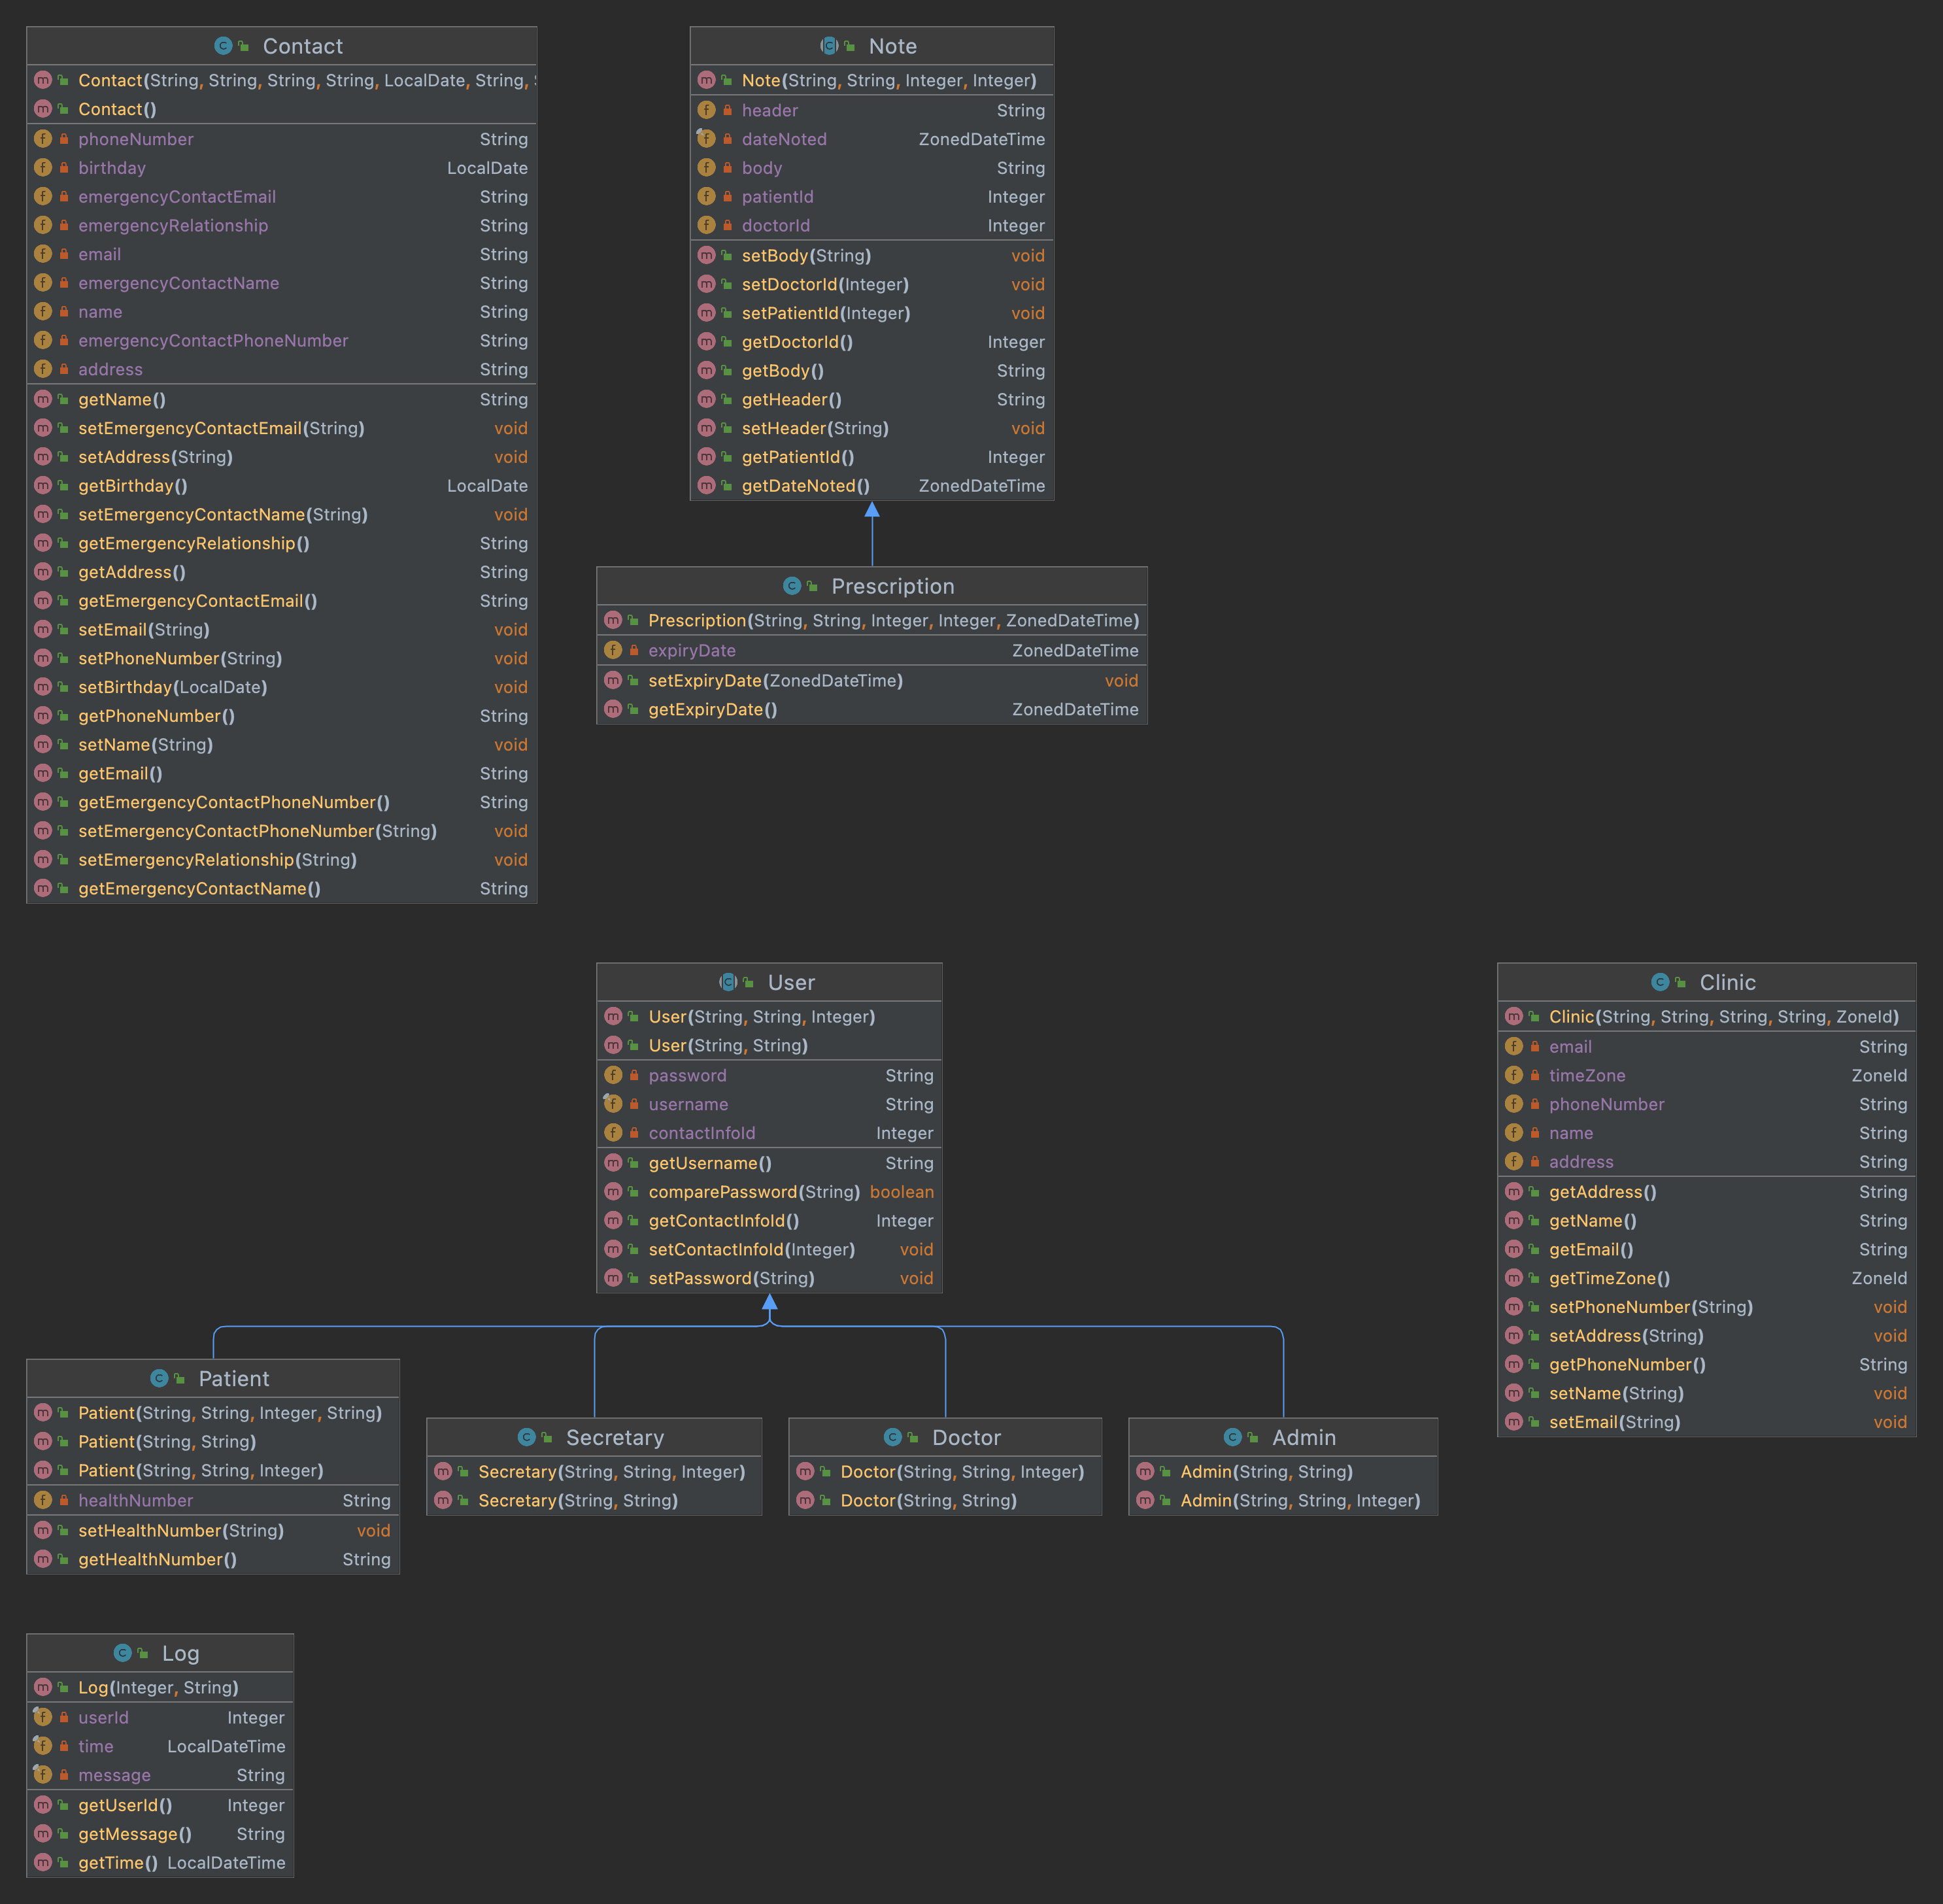 Contact
Contact(String, String, String, String, LocalDate, String,
Contact()
phoneNumber String
birthday LocalDate
emergencyContactEmail String
emergencyRelationship String
email String
emergencyContactName String
name String
emergencyContactPhoneNumber String
address String
getName() String
setEmergencyContactEmail(String) void
setAddress(String) void
getBirthday() LocalDate
setEmergencyContactName(String) void
getEmergencyRelationship() String
getAddress() String
getEmergencyContactEmail() String
setEmail(String) void
setPhoneNumber(String) void
setBirthday(LocalDate) void
getPhoneNumber() String
setName(String) void
getEmail() String
getEmergencyContactPhoneNumber() String
setEmergencyContactPhoneNumber(String) void
setEmergencyRelationship(String) void
getEmergencyContactName() String
Note
Note(String, String, Integer, Integer)
header String
dateNoted ZonedDateTime
body String
patientId Integer
doctorId Integer
setBody(String) void
setDoctorId(Integer) void
setPatientId(Integer) void
getDoctorId() Integer
getBody() String
getHeader() String
setHeader(String) void
getPatientId() Integer
getDateNoted() ZonedDateTime
Prescription
Prescription(String, String, Integer, Integer, ZonedDateTime)
expiryDate ZonedDateTime
setExpiryDate(ZonedDateTime) void
getExpiryDate() ZonedDateTime
User
User(String, String, Integer)
User(String, String)
password String
username String
contactInfoId Integer
getUsername() String
comparePassword(String) boolean
getContactInfoId() Integer
setContactInfoId(Integer) void
setPassword(String) void
Clinic
Clinic(String, String, String, String, ZoneId)
email String
timeZone ZoneId
phoneNumber String
name String
address String
getAddress() String
getName() String
getEmail() String
getTimeZone() ZoneId
setPhoneNumber(String) void
setAddress(String) void
getPhoneNumber() String
setName(String) void
setEmail(String) void
Patient
Patient(String, String, Integer, String)
Patient(String, String)
Patient(String, String, Integer)
healthNumber String
setHealthNumber(String) void
getHealthNumber() String
Secretary
Secretary(String, String, Integer)
Secretary(String, String)
Doctor
Doctor(String, String, Integer)
Doctor(String, String)
Admin
Admin(String, String)
Admin(String, String, Integer)
Log
Log(Integer, String)
userId Integer
time LocalDateTime
message String
getUserId() Integer
getMessage() String
getTime() LocalDateTime